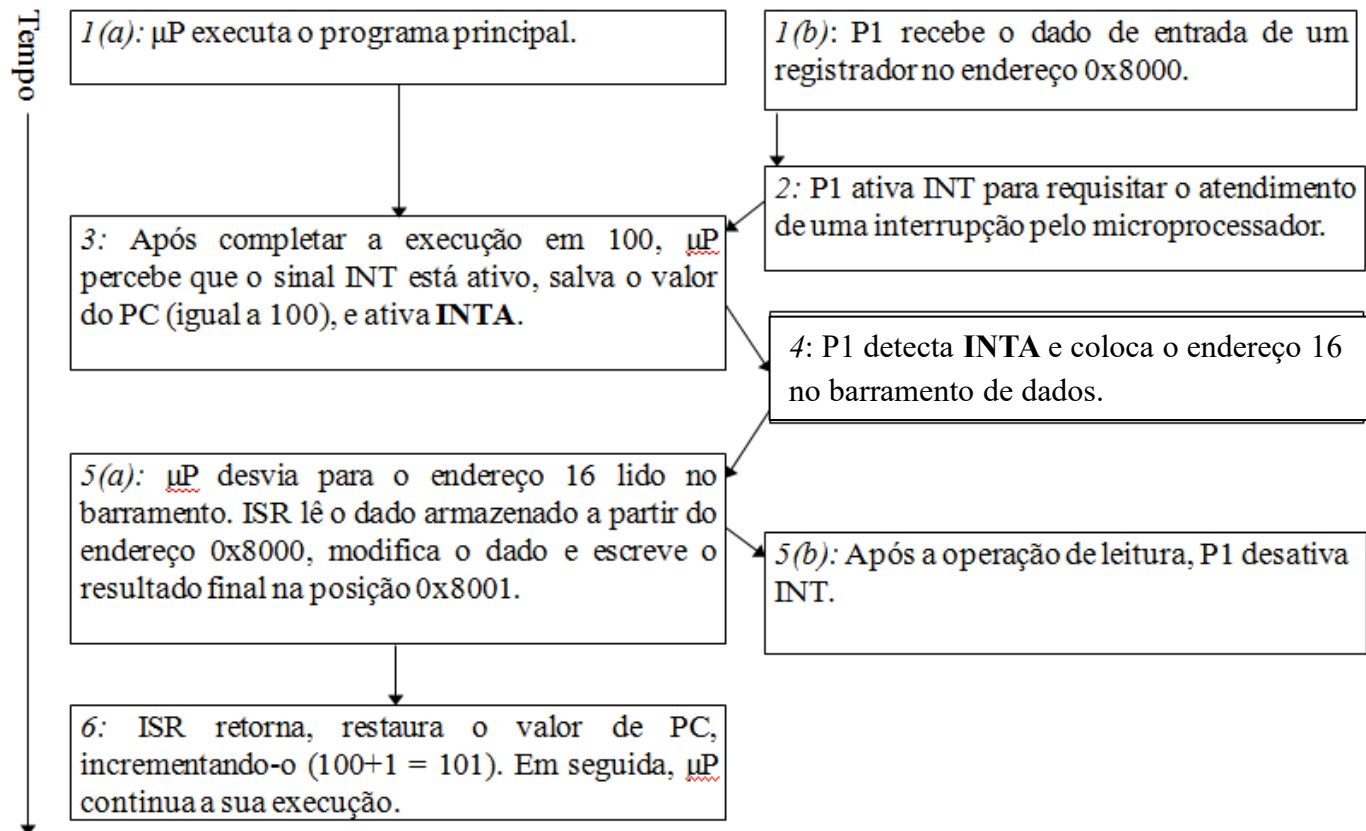 Tempo
1(a): µP executa o programa principal.
1(b): P1 recebe o dado de entrada de um
registrador no endereço 0x8000.
2: P1 ativa INT para requisitar o atendimento
de uma interrupção pelo microprocessador.
3: Após completar a execução em 100, µP
percebe que o sinal INT está ativo, salva o valor
do PC (igual a 100), e ativa INTA.
4: P1 detecta INTA e coloca o endereço 16
no barramento de dados.
5(a): µP desvia para o endereço 16 lido no
barramento. ISR lê o dado armazenado a partir do
endereço 0x8000, modifica o dado e escreve o
resultado final na posição 0x8001.
5(b): Após a operação de leitura, P1 desativa
INT.
6: ISR retorna, restaura o valor de PC,
incrementando-o (100+1 = 101). Em seguida, µP
continua a sua execução.